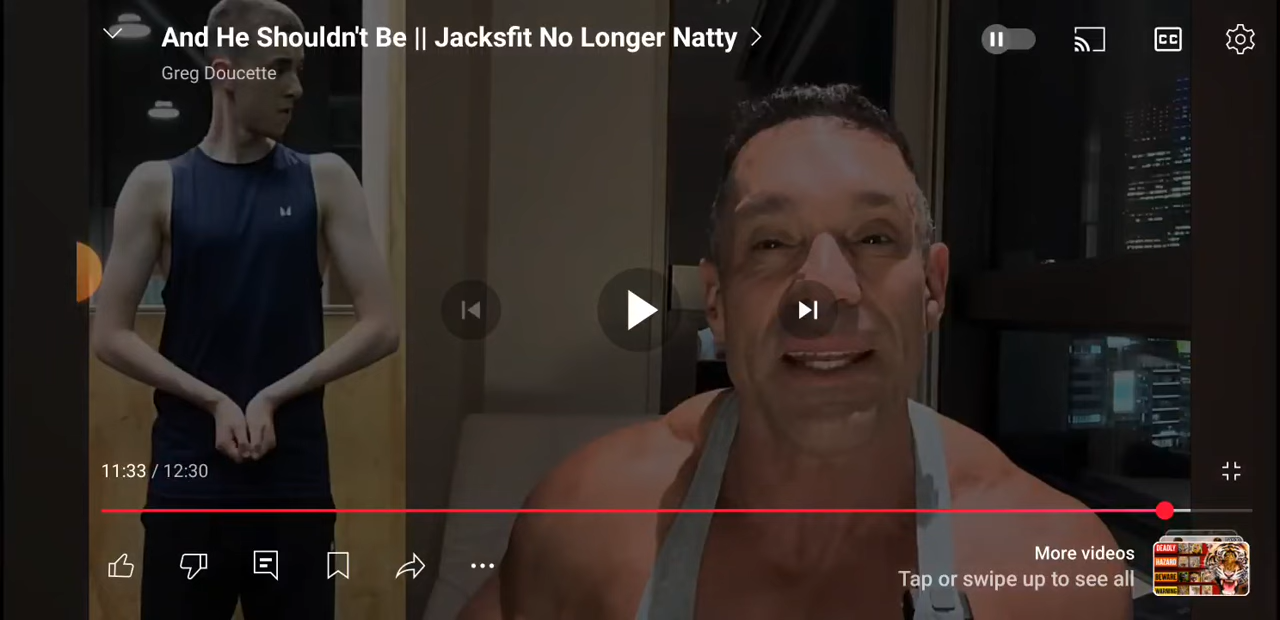 And He Shouldn't Be || Jacksfit No Longer Natty
Greg Doucette
CC
11:33 / 12:30
More videos
Tap or swipe up to see all
DEADLY
HAZARD
BEWARE
WARNING